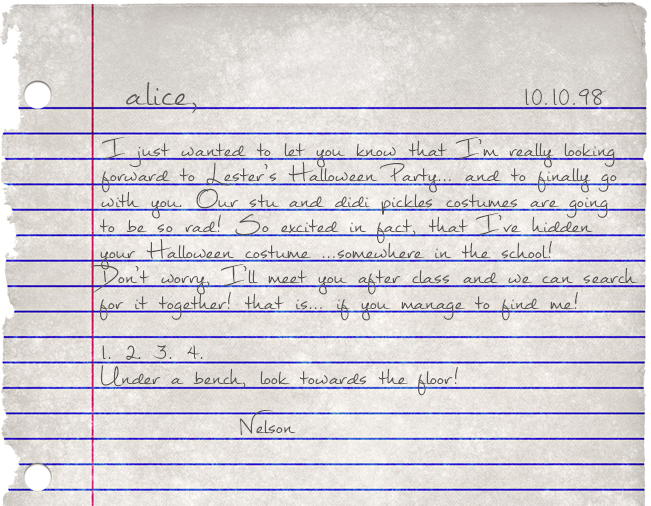 alice,
10.10.98
I just wanted to let you know that I'm really looking
forward to Lester's Halloween Party... and to finally go
with you. Our stu and didi pickles costumes are going
to be so rad! So excited in fact, that I've hidden
your Halloween costume ...somewhere in the school!
Don't worry, I'll meet you after class and we can search
for it together! that is... if you manage to find me!
1. 2. 3. 4.
Under a bench, look towards the floor!
Nelson